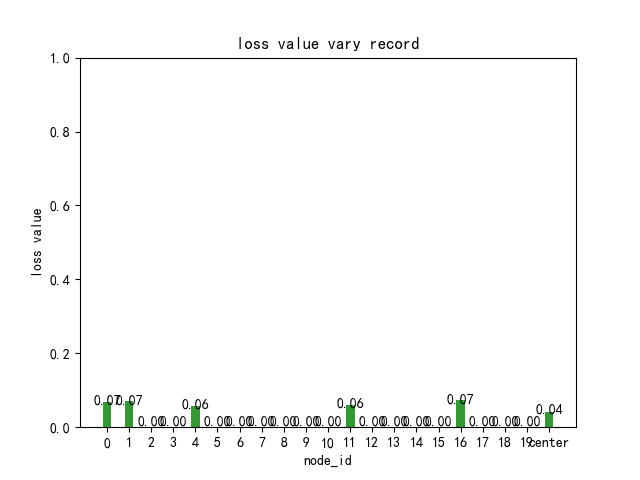 loss value vary record
1.0
0.8
0.6
0.4
0.2
0.0
loss value
0.07 0.07 0.00 0.00 0.06 0.00 0.00 0.00 0.00 0.00 0.00 0.06 0.00 0.00 0.00 0.00 0.07 0.00 0.00 0.00 0.04
0 1 2 3 4 5 6 7 8 9 10 11 12 13 14 15 16 17 18 19 center
node_id